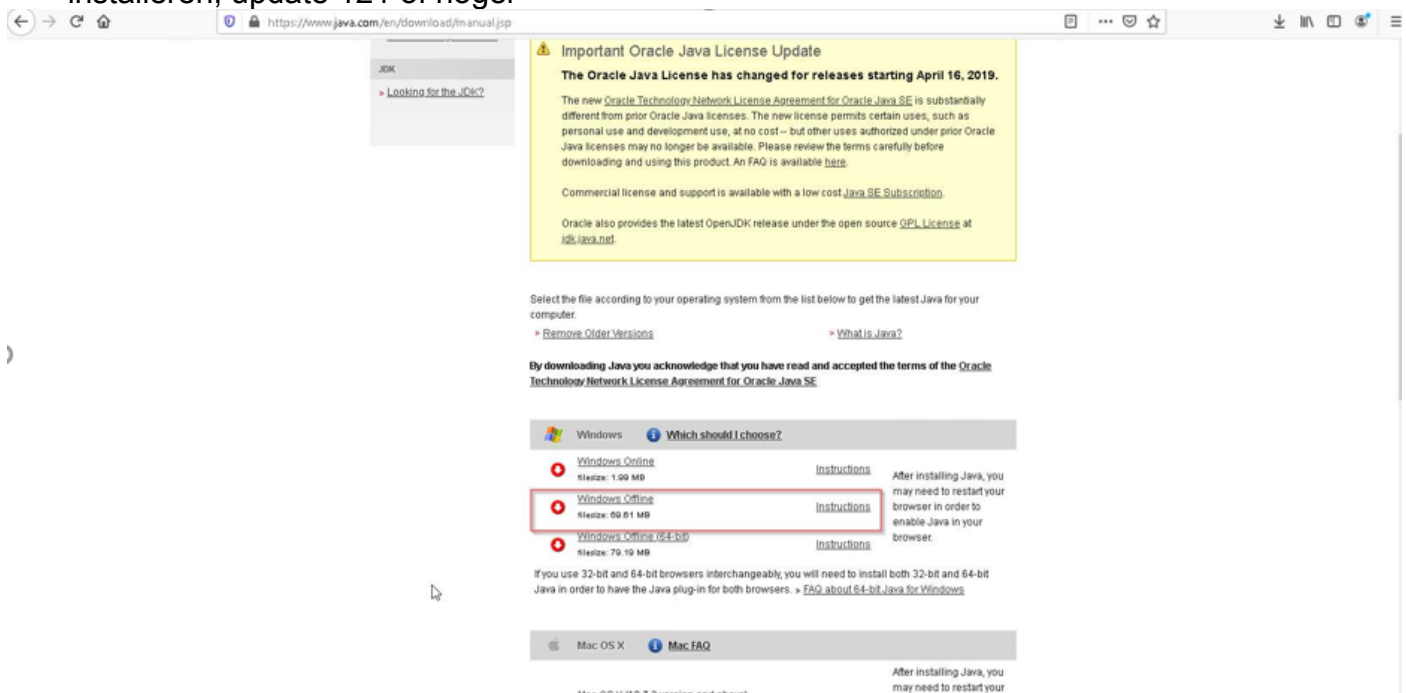 installeren, update 121 of hoger
https://www.java.com/en/download/manual.jsp
JDK
» Looking for the JDK?
Important Oracle Java License Update
The Oracle Java License has changed for releases starting April 16, 2019.
The new Oracle Technology Network License Agreement for Oracle Java SE is substantially
different from prior Oracle Java licenses. The new license permits certain uses, such as
personal use and development use, at no cost -- but other uses authorized under prior Oracle
Java licenses may no longer be available. Please review the terms carefully before
downloading and using this product. An FAQ is available here.
Commercial license and support is available with a low cost Java SE Subscription.
Oracle also provides the latest OpenJDK release under the open source GPL License at
jdk.java.net.
Select the file according to your operating system from the list below to get the latest Java for your
computer.
» Remove Older Versions
» What is Java?
By downloading Java you acknowledge that you have read and accepted the terms of the Oracle
Technology Network License Agreement for Oracle Java SE
Windows
Which should I choose?
Windows Online
filesize: 1.99 MB
Instructions
Windows Offline
filesize: 69.61 MB
Instructions
Windows Offline (64-bit)
filesize: 79.19 MB
Instructions
After installing Java, you
may need to restart your
browser in order to
enable Java in your
browser.
If you use 32-bit and 64-bit browsers interchangeably, you will need to install both 32-bit and 64-bit
Java in order to have the Java plug-in for both browsers. » FAQ about 64-bit Java for Windows
Mac OS X
Mac FAQ
After installing Java, you
may need to restart your